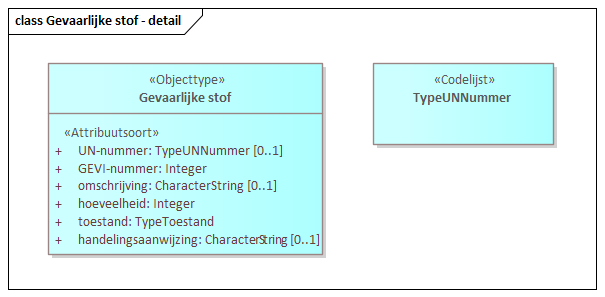 class Gevaarlijke stof - detail
«Objecttype»
Gevaarlijke stof
«Attribuutsoort»
+ UN-nummer: TypeUNNummer [0..1]
+ GEVI-nummer: Integer
+ omschrijving: CharacterString [0..1]
+ hoeveelheid: Integer
+ toestand: TypeToestand
+ handelingsaanwijzing: CharacterString [0..1]
«Codelijst»
TypeUNNummer